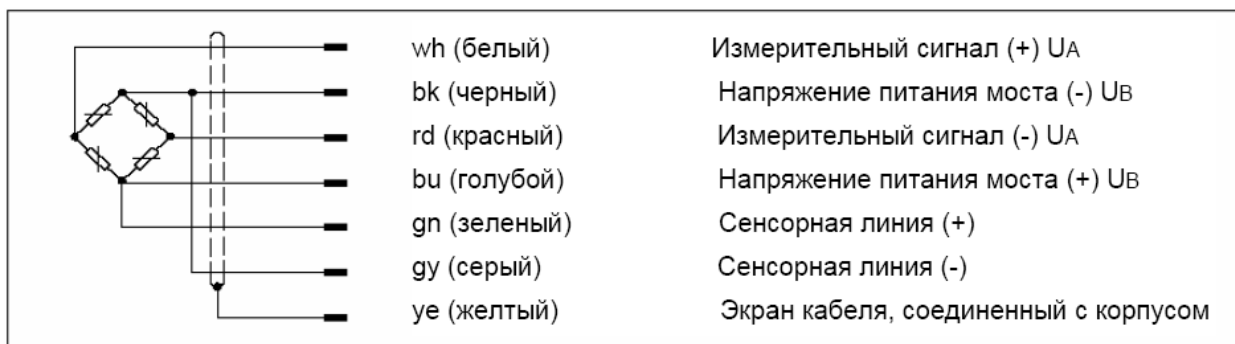 wh (белый) Измерительный сигнал (+) UA
bk (черный) Напряжение питания моста (-) UB
rd (красный) Измерительный сигнал (-) UA
bu (голубой) Напряжение питания моста (+) UB
gn (зеленый) Сенсорная линия (+)
gy (серый) Сенсорная линия (-)
ye (желтый) Экран кабеля, соединенный с корпусом